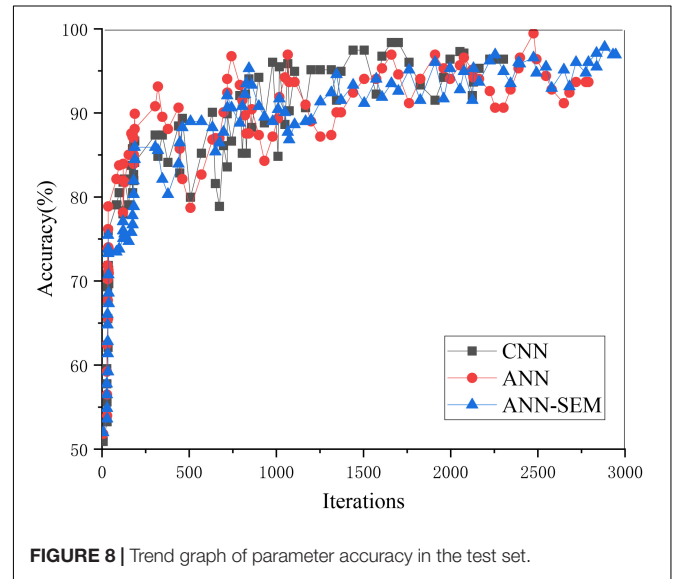 100
90
80
70
60
50
Accuracy(%)
CNN
ANN
ANN-SEM
0 500 1000 1500 2000 2500 3000
Iterations
FIGURE 8 | Trend graph of parameter accuracy in the test set.